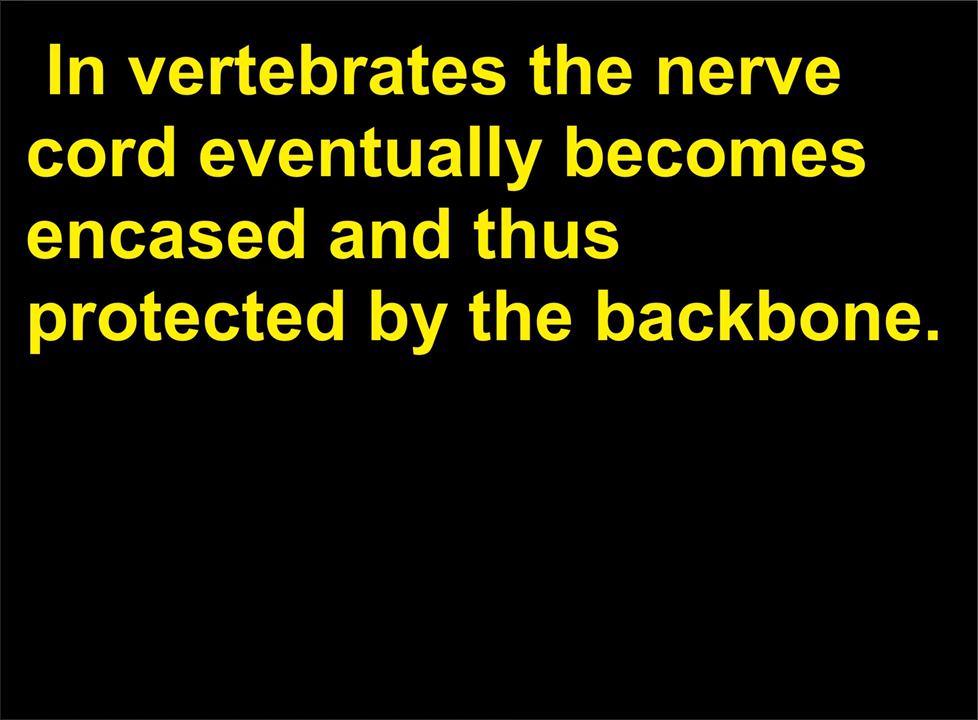 In vertebrates the nerve
cord eventually becomes
encased and thus
protected by the backbone.